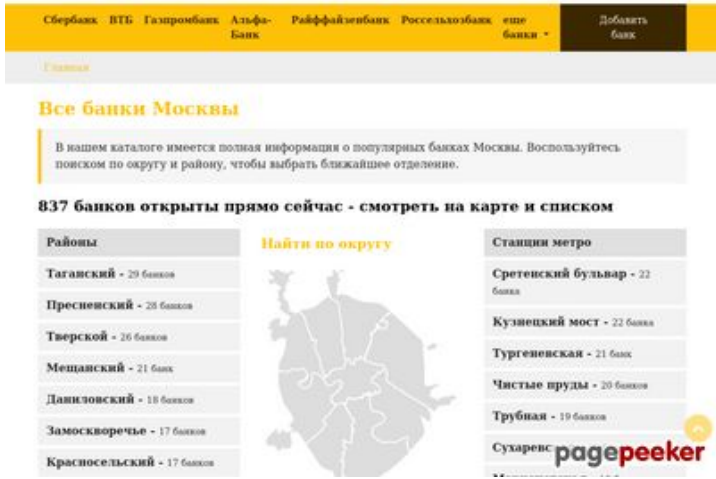 Сбербанк ВТБ Газпромбанк Альфа-Банк Райффайзенбанк Россельхозбанк еще банки Добавить банк
Главная
Все банки Москвы
В нашем каталоге имеется полная информация о популярных банках Москвы. Воспользуйтесь
поиском по округу и району, чтобы выбрать ближайшее отделение.
837 банков открыты прямо сейчас - смотреть на карте и списком
Районы
Таганский - 29 банков
Пресненский - 28 банков
Тверской - 26 банков
Мещанский - 21 банк
Даниловский - 18 банков
Замоскворечье - 17 банков
Красносельский - 17 банков
Найти по округу
Станции метро
Сретенский бульвар - 22
банка
Кузнецкий мост - 22 банка
Тургеневская - 21 банк
Чистые пруды - 20 банков
Трубная - 19 банков
Сухаревс
pagepeeker